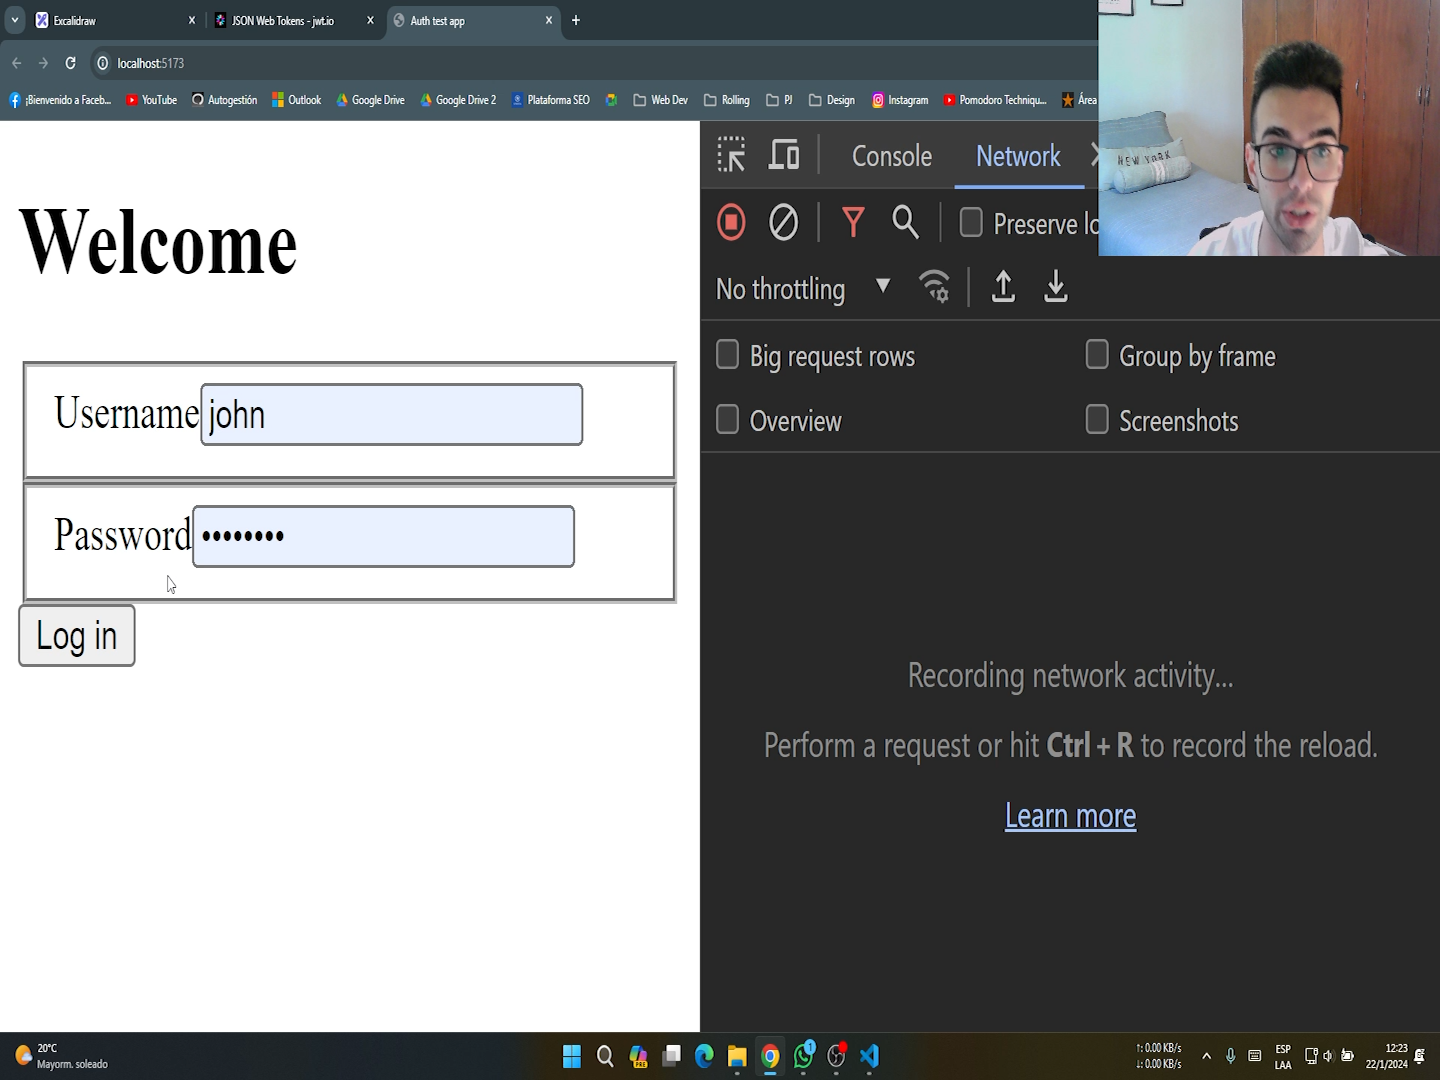 Excalidraw
JSON Web Tokens - jwt.io
Auth test app
localhost:5173
¡Bienvenido a Faceb...
YouTube
Autogestión
Outlook
Google Drive
Google Drive 2
Plataforma SEO
Web Dev
Rolling
PJ
Design
Instagram
Pomodoro Techniqu...
Área
Console
Network
NEW YORK
Preserve lo
No throttling
Big request rows
Group by frame
Overview
Screenshots
Welcome
Username
john
Password
••••••••
Log in
Recording network activity...
Perform a request or hit Ctrl + R to record the reload.
Learn more
20°C
Mayorm. soleado
PRE
1
↑: 0.00 KB/s
↓: 0.00 KB/s
ESP
LAA
12:23
22/1/2024